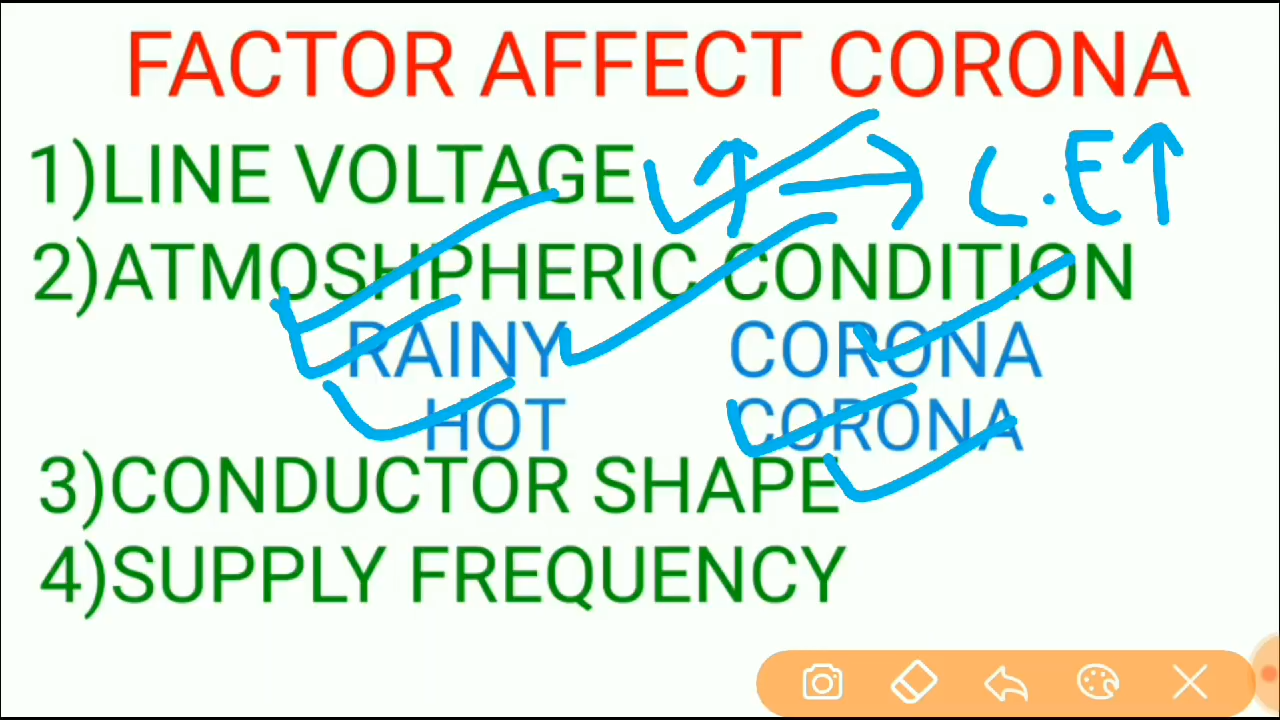 FACTOR AFFECT CORONA
1)LINE VOLTAGE ↑ → C.E↑
2)ATMOSHPHERIC CONDITION
RAINY CORONA
HOT CORONA
3)CONDUCTOR SHAPE
4)SUPPLY FREQUENCY